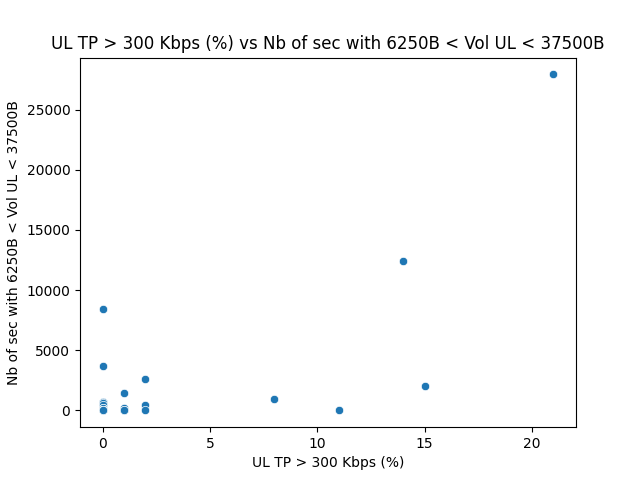 UL TP > 300 Kbps (%) vs Nb of sec with 6250B < Vol UL < 37500B
Nb of sec with 6250B < Vol UL < 37500B
25000
20000
15000
10000
5000
0
0 5 10 15 20
UL TP > 300 Kbps (%)